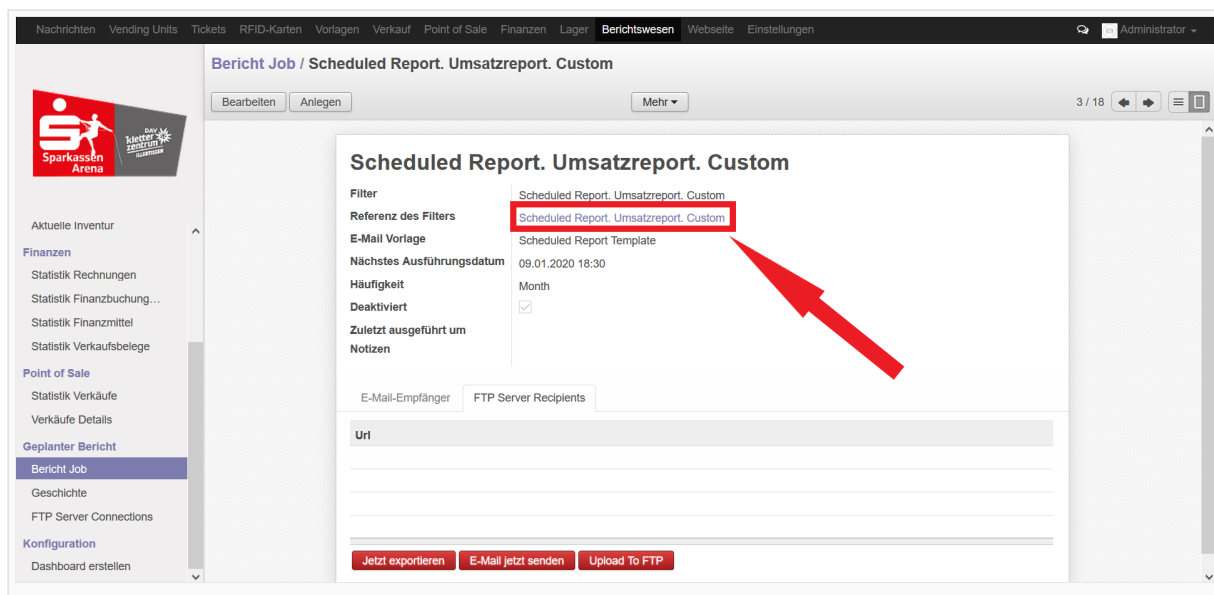 Nachrichten Vending Units Tickets RFID-Karten Vorlagen Verkauf Point of Sale Finanzen Lager Berichtswesen Webseite Einstellungen Administrator
Bericht Job / Scheduled Report. Umsatzreport. Custom
Bearbeiten Anlegen Mehr 3 / 18
Sparkassen
Arena
DAV
kletter
zentrum
ILLERTISSEN
Aktuelle Inventur
Finanzen
Statistik Rechnungen
Statistik Finanzbuchung…
Statistik Finanzmittel
Statistik Verkaufsbelege
Point of Sale
Statistik Verkäufe
Verkäufe Details
Geplanter Bericht
Bericht Job
Geschichte
FTP Server Connections
Konfiguration
Dashboard erstellen
Scheduled Report. Umsatzreport. Custom
Filter Scheduled Report. Umsatzreport. Custom
Referenz des Filters Scheduled Report. Umsatzreport. Custom
E-Mail Vorlage Scheduled Report Template
Nächstes Ausführungsdatum 09.01.2020 18:30
Häufigkeit Month
Deaktiviert
Zuletzt ausgeführt um
Notizen
E-Mail-Empfänger FTP Server Recipients
Url
Jetzt exportieren E-Mail jetzt senden Upload To FTP